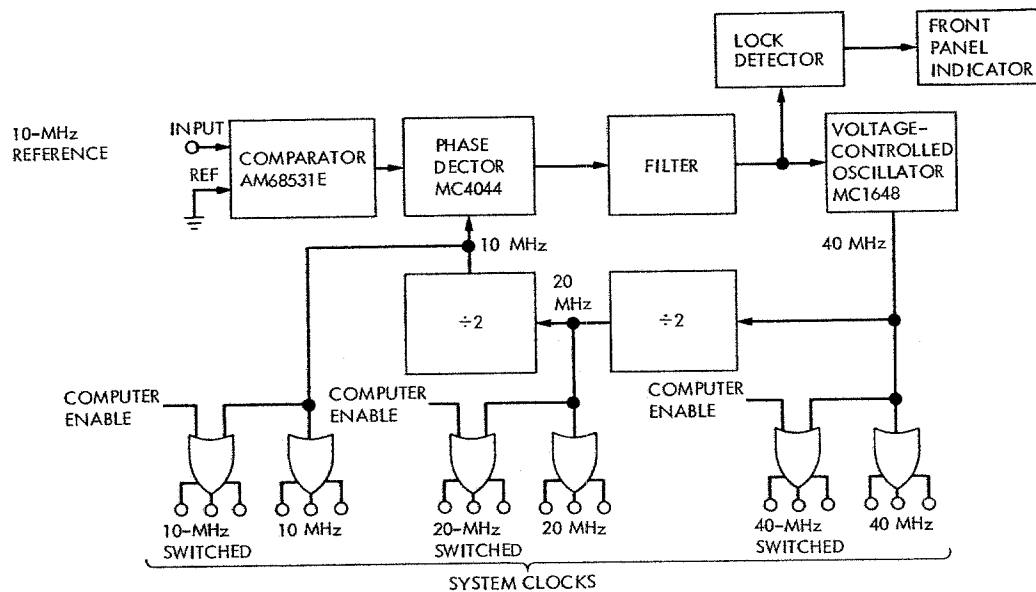 LOCK
DETECTOR
FRONT
PANEL
INDICATOR
10-MHz
REFERENCE
INPUT
REF
COMPARATOR
AM68531E
PHASE
DECTOR
MC4044
FILTER
VOLTAGE-
CONTROLLED
OSCILLATOR
MC1648
10 MHz
40 MHz
÷2
20
MHz
÷2
COMPUTER
ENABLE
COMPUTER
ENABLE
COMPUTER
ENABLE
10-MHz
SWITCHED
10 MHz
20-MHz
SWITCHED
20 MHz
40-MHz
SWITCHED
40 MHz
SYSTEM CLOCKS